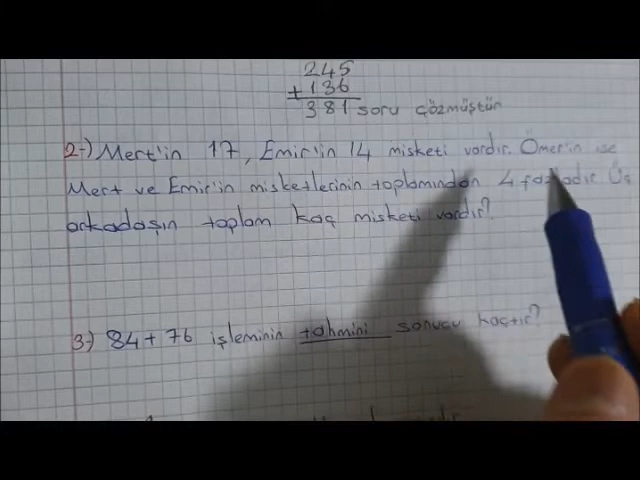 245
+136
381 soru çözmüştür
2-) Mert'in 17, Emir'in 14 misketi vardır. Ömer'in ise
Mert ve Emir'in misketlerinin toplamından 4 fazladır. Üç
arkadaşın toplam kaç misketi vardır?
3-) 84+76 işleminin tahmini sonucu kaçtır?